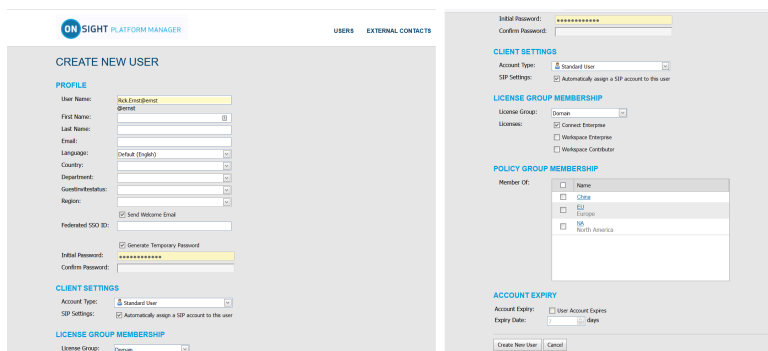 ON SIGHT PLATFORM MANAGER
USERS EXTERNAL CONTACTS
CREATE NEW USER
PROFILE
User Name: Rick.Ernst@ernst
@ernst
First Name:
Last Name:
Email:
Language: Default (English)
Country:
Department:
Guestinvitestatus:
Region:
Send Welcome Email
Federated SSO ID:
Generate Temporary Password
Initial Password: ••••••••••••
Confirm Password:
CLIENT SETTINGS
Account Type: Standard User
SIP Settings: Automatically assign a SIP account to this user
LICENSE GROUP MEMBERSHIP
License Group: Domain
Initial Password: ••••••••••••
Confirm Password:
CLIENT SETTINGS
Account Type: Standard User
SIP Settings: Automatically assign a SIP account to this user
LICENSE GROUP MEMBERSHIP
License Group: Domain
Licenses: Connect Enterprise
Workspace Enterprise
Workspace Contributor
POLICY GROUP MEMBERSHIP
Member Of: Name
China
EU
Europe
NA
North America
ACCOUNT EXPIRY
Account Expiry: User Account Expires
Expiry Date: 7 days
Create New User Cancel